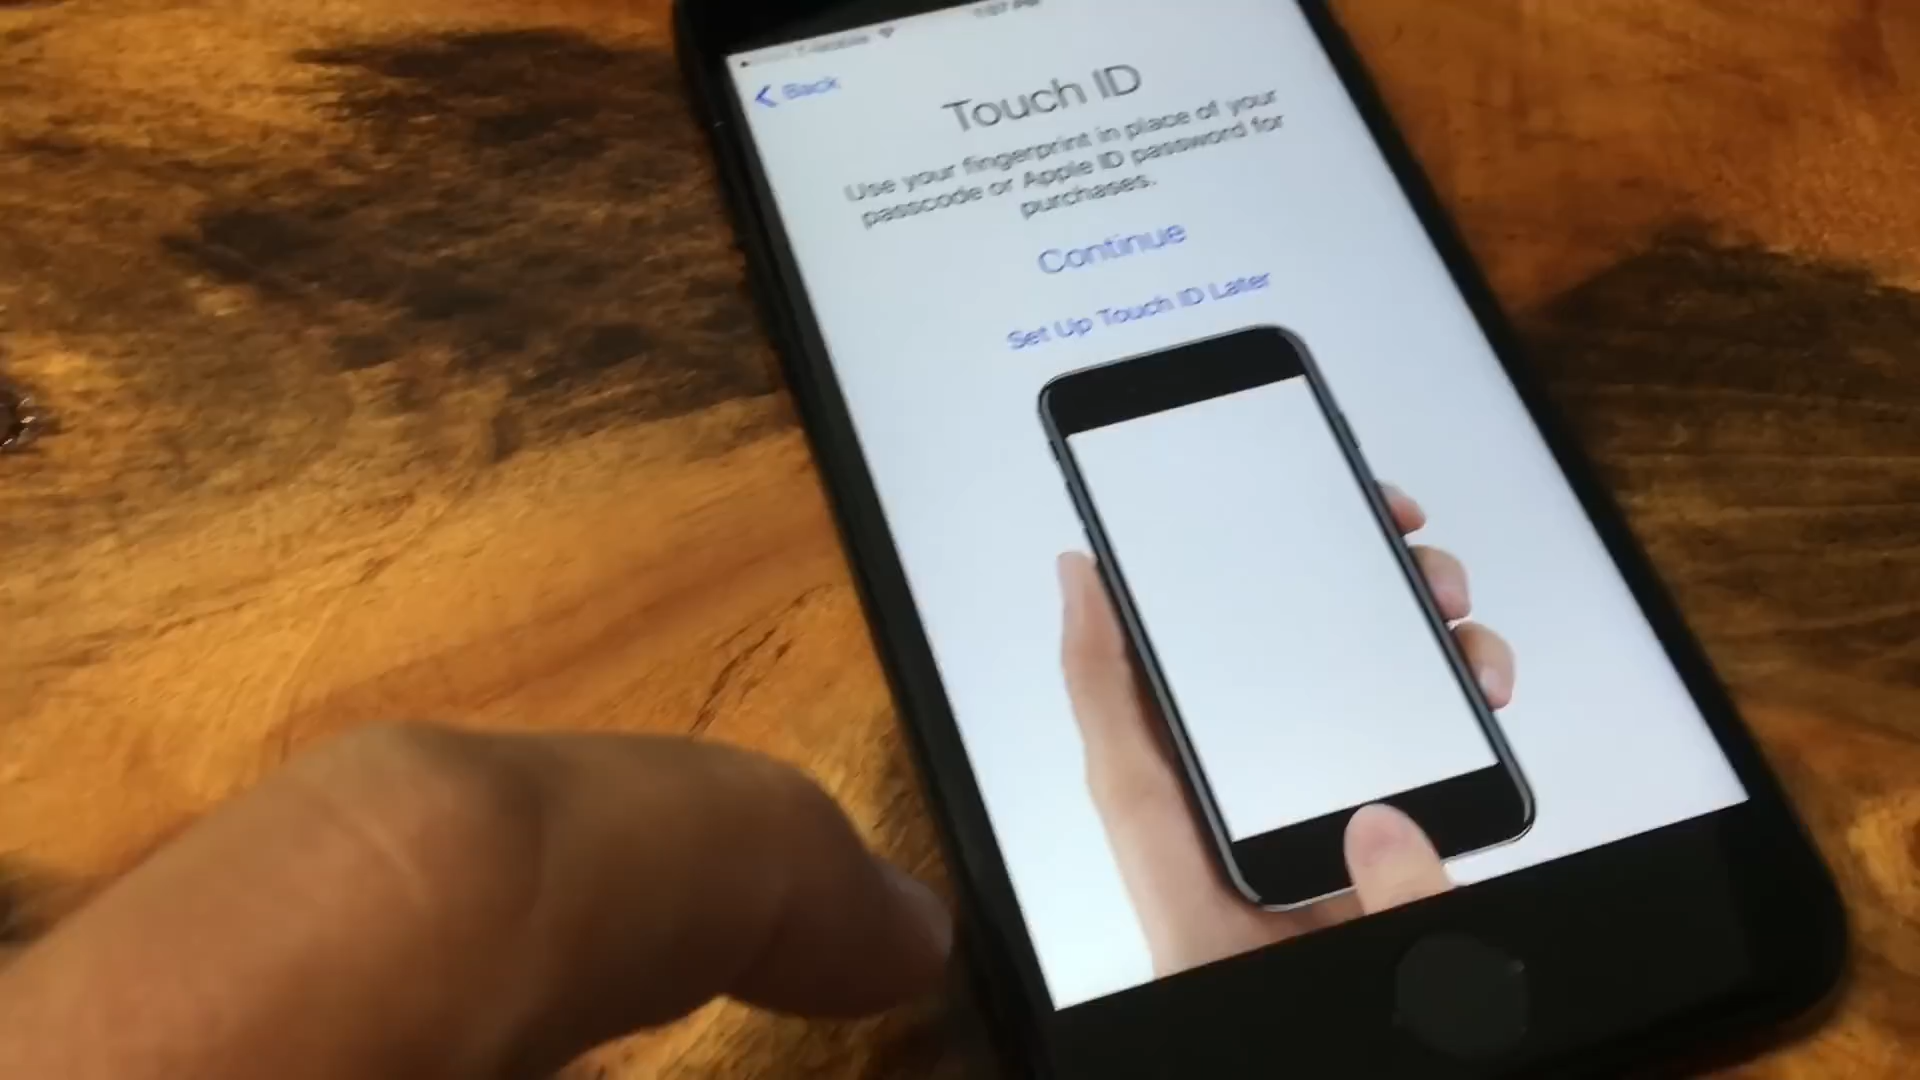 Back
Touch ID
Use your fingerprint in place of your
passcode or Apple ID password for
purchases.
Continue
Set Up Touch ID Later